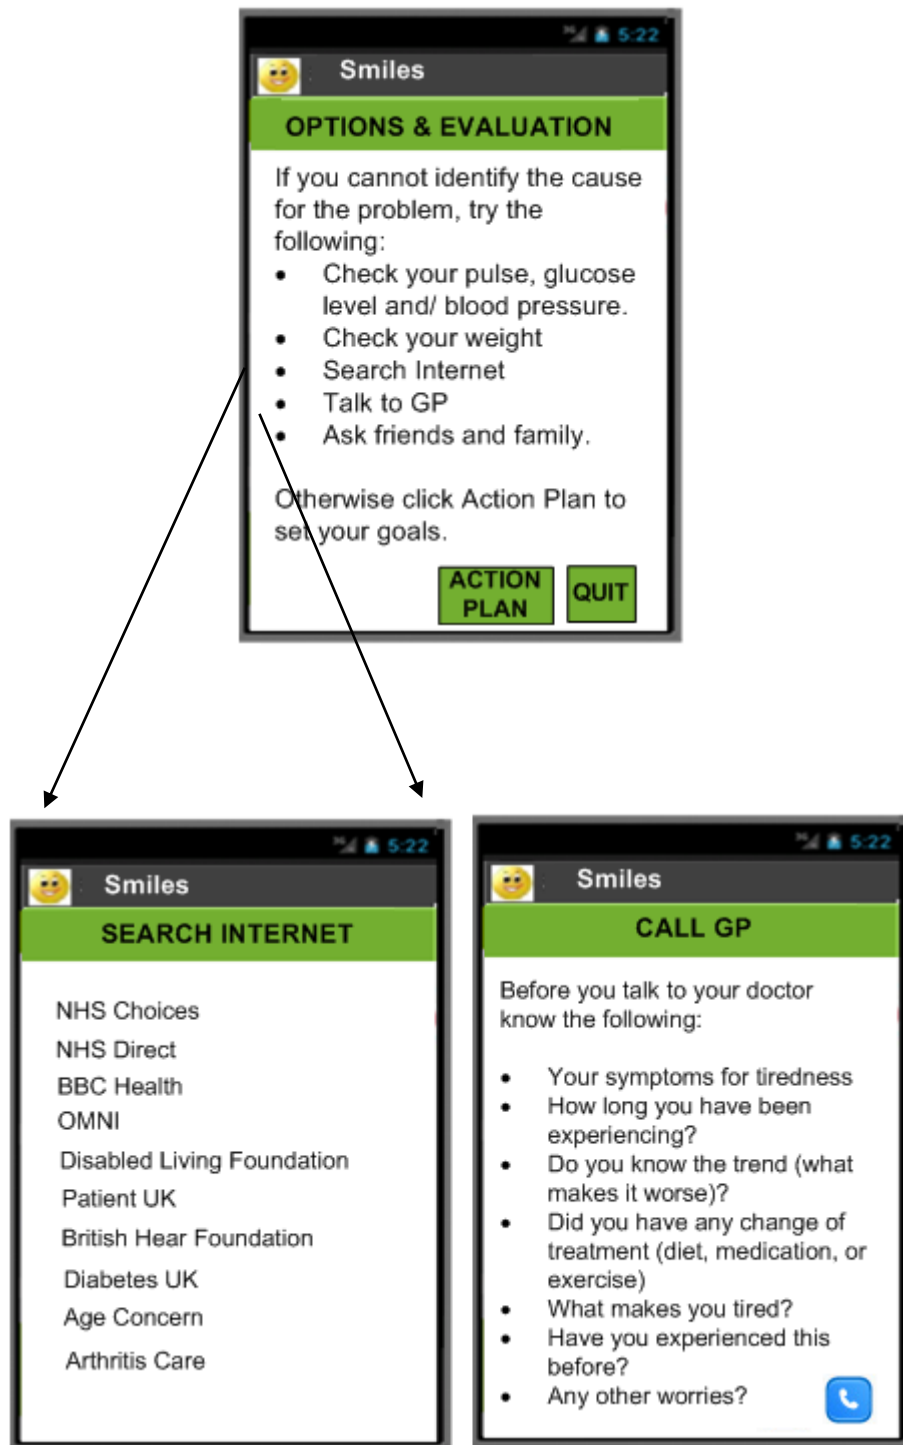 5:22
Smiles
OPTIONS & EVALUATION
If you cannot identify the cause
for the problem, try the
following:
• Check your pulse, glucose
level and/ blood pressure.
• Check your weight
• Search Internet
• Talk to GP
• Ask friends and family.
Otherwise click Action Plan to
set your goals.
ACTION
PLAN
QUIT
5:22
Smiles
SEARCH INTERNET
NHS Choices
NHS Direct
BBC Health
OMNI
Disabled Living Foundation
Patient UK
British Hear Foundation
Diabetes UK
Age Concern
Arthritis Care
5:22
Smiles
CALL GP
Before you talk to your doctor
know the following:
• Your symptoms for tiredness
• How long you have been
experiencing?
• Do you know the trend (what
makes it worse)?
• Did you have any change of
treatment (diet, medication, or
exercise)
• What makes you tired?
• Have you experienced this
before?
• Any other worries?